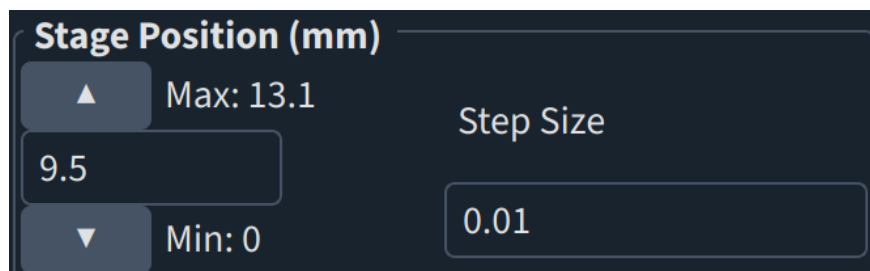 Stage Position (mm)
▲ Max: 13.1
Step Size
9.5
0.01
▼ Min: 0